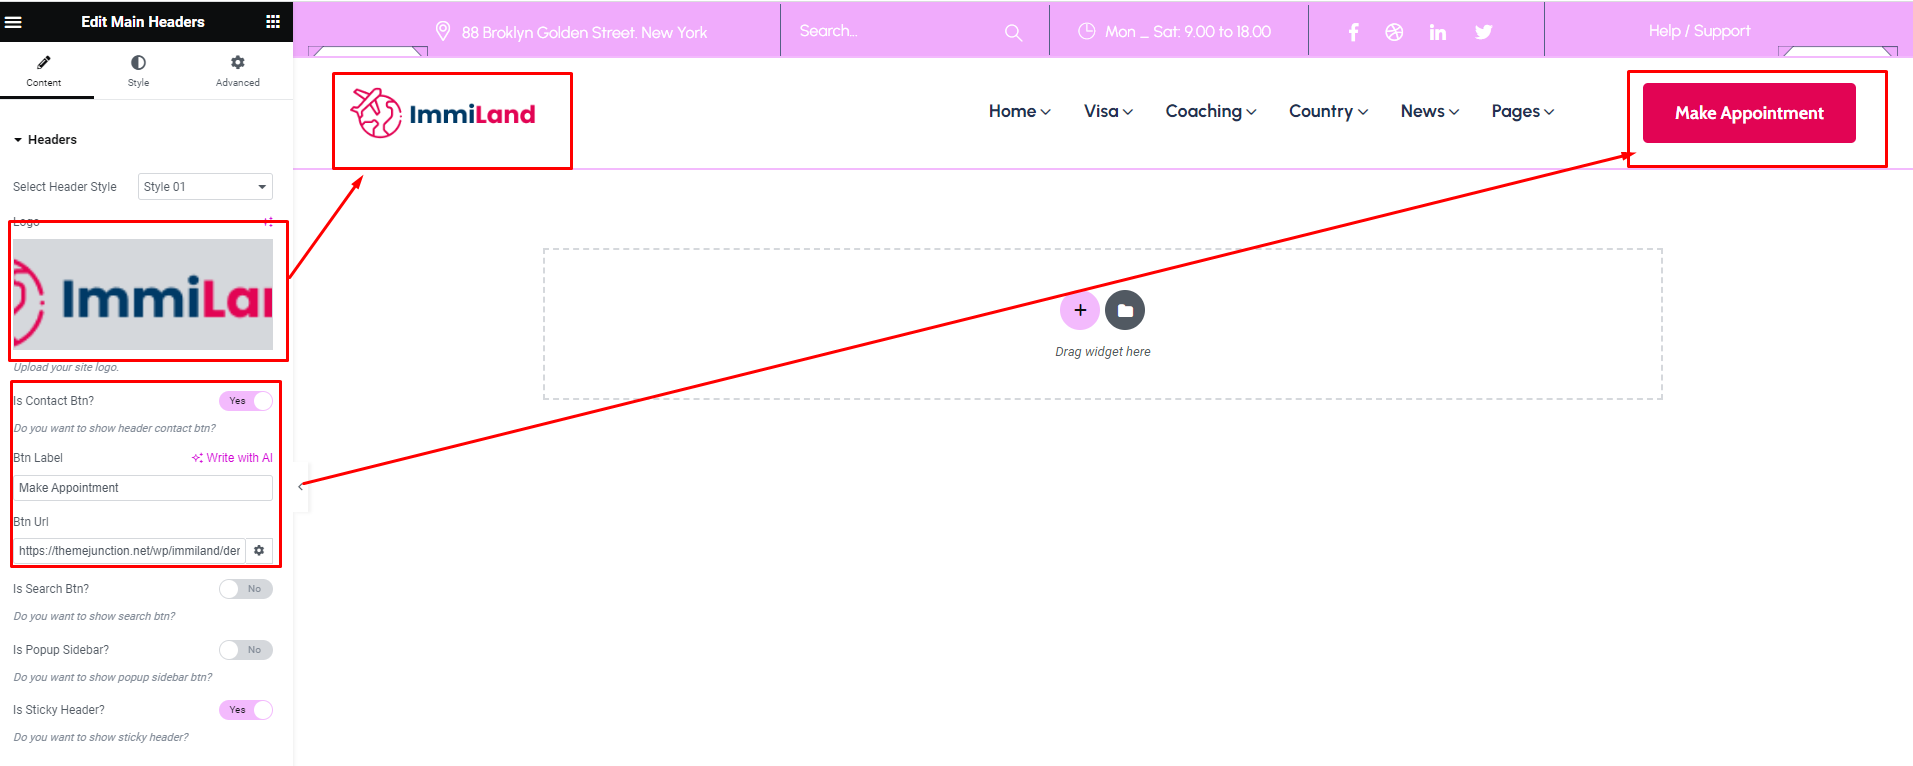 Edit Main Headers
Content
Style
Advanced
Headers
Select Header Style
Style 01
Logo
ImmiLan
Upload your site logo.
Is Contact Btn?
Yes
Do you want to show header contact btn?
Btn Label
Write with AI
Make Appointment
Btn Url
https://themejunction.net/wp/immiland/der
Is Search Btn?
No
Do you want to show search btn?
Is Popup Sidebar?
No
Do you want to show popup sidebar btn?
Is Sticky Header?
Yes
Do you want to show sticky header?
88 Broklyn Golden Street. New York
Search...
Mon _ Sat; 9.00 to 18.00
Help / Support
ImmiLand
Home
Visa
Coaching
Country
News
Pages
Make Appointment
Drag widget here